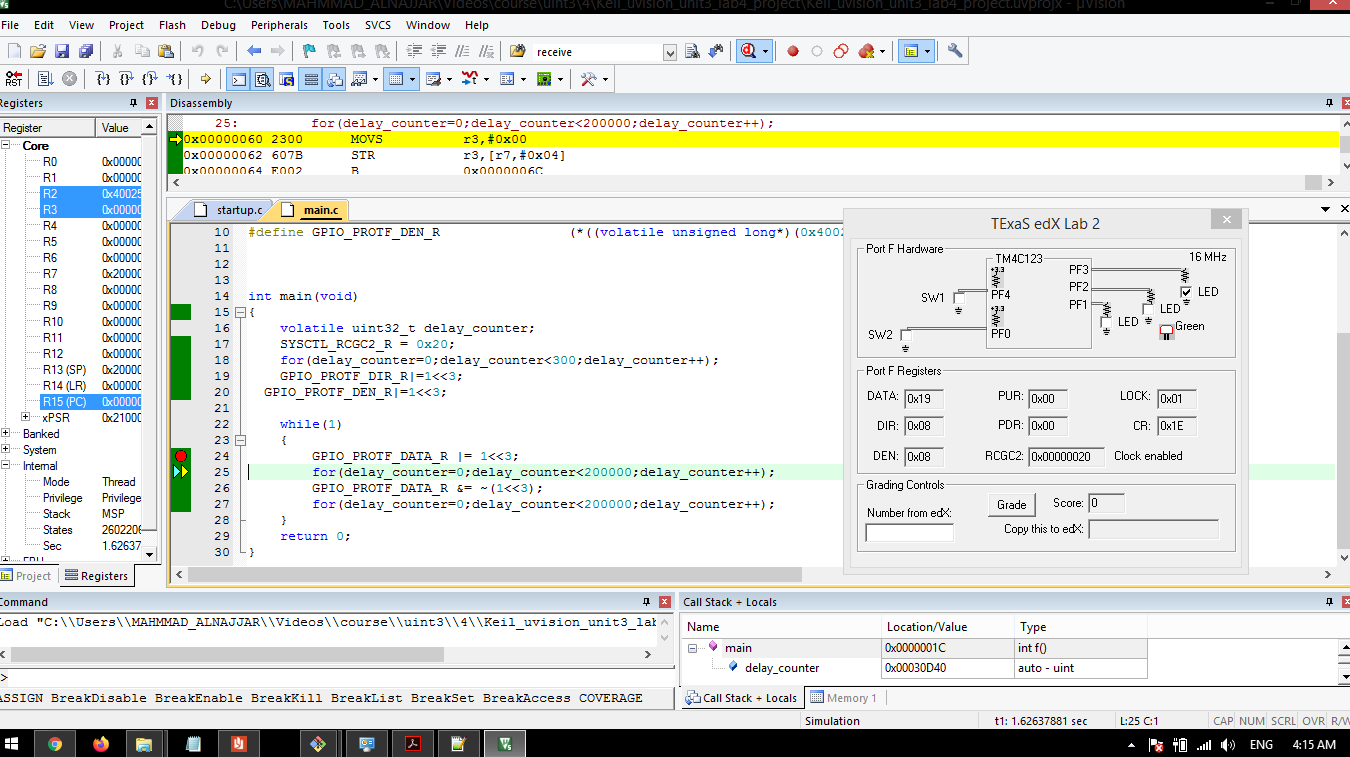 C:\Users\MAHMMAD_ALNAJJAR\Videos\course\uint3\4\Keil_uvision_unit3_lab4_project\Keil_uvision_unit3_lab4_project.uvprojx - µVision
File Edit View Project Flash Debug Peripherals Tools SVCS Window Help
receive
RST
Registers
Register Value
Core
R0 0x00000
R1 0x00000
R2 0x40025
R3 0x00000
R4 0x00000
R5 0x00000
R6 0x00000
R7 0x20000
R8 0x00000
R9 0x00000
R10 0x00000
R11 0x00000
R12 0x00000
R13 (SP) 0x20000
R14 (LR) 0x00000
R15 (PC) 0x00000
xPSR 0x21000
Banked
System
Internal
Mode Thread
Privilege Privilege
Stack MSP
States 2602206
Sec 1.62637
FPU
Project Registers
Disassembly
25: for(delay_counter=0;delay_counter<200000;delay_counter++);
0x00000060 2300 MOVS r3,#0x00
0x00000062 607B STR r3,[r7,#0x04]
0x00000064 E002 B 0x0000006C
startup.c main.c
10 #define GPIO_PROTF_DEN_R (*((volatile unsigned long*)(0x4002
11
12
13
14 int main(void)
15 {
16 volatile uint32_t delay_counter;
17 SYSCTL_RCGC2_R = 0x20;
18 for(delay_counter=0;delay_counter<300;delay_counter++);
19 GPIO_PROTF_DIR_R|=1<<3;
20 GPIO_PROTF_DEN_R|=1<<3;
21
22 while(1)
23 {
24 GPIO_PROTF_DATA_R |= 1<<3;
25 for(delay_counter=0;delay_counter<200000;delay_counter++);
26 GPIO_PROTF_DATA_R &= ~(1<<3);
27 for(delay_counter=0;delay_counter<200000;delay_counter++);
28 }
29 return 0;
30 }
TExaS edX Lab 2
Port F Hardware
TM4C123
16 MHz
+3.3
PF3
PF2
PF1
PF4
+3.3
PF0
SW1
SW2
LED
LED
LED
Green
Port F Registers
DATA: 0x19 PUR: 0x00 LOCK: 0x01
DIR: 0x08 PDR: 0x00 CR: 0x1E
DEN: 0x08 RCGC2: 0x00000020 Clock enabled
Grading Controls
Number from edX: Grade Score: 0
Copy this to edX:
Command
Load "C:\\Users\\MAHMMAD_ALNAJJAR\\Videos\\course\\uint3\\4\\Keil_uvision_unit3_lab
>
ASSIGN BreakDisable BreakEnable BreakKill BreakList BreakSet BreakAccess COVERAGE
Call Stack + Locals
Name Location/Value Type
main 0x0000001C int f()
delay_counter 0x00030D40 auto - uint
Call Stack + Locals Memory 1
Simulation t1: 1.62637881 sec L:25 C:1 CAP NUM SCRL OVR R/W
ENG 4:15 AM